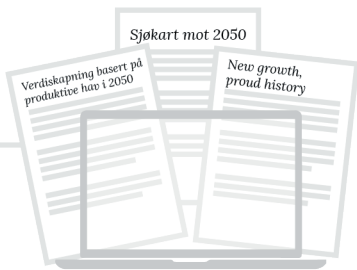 Sjøkart mot 2050
Verdiskapning basert på
produktive hav i 2050
New growth,
proud history